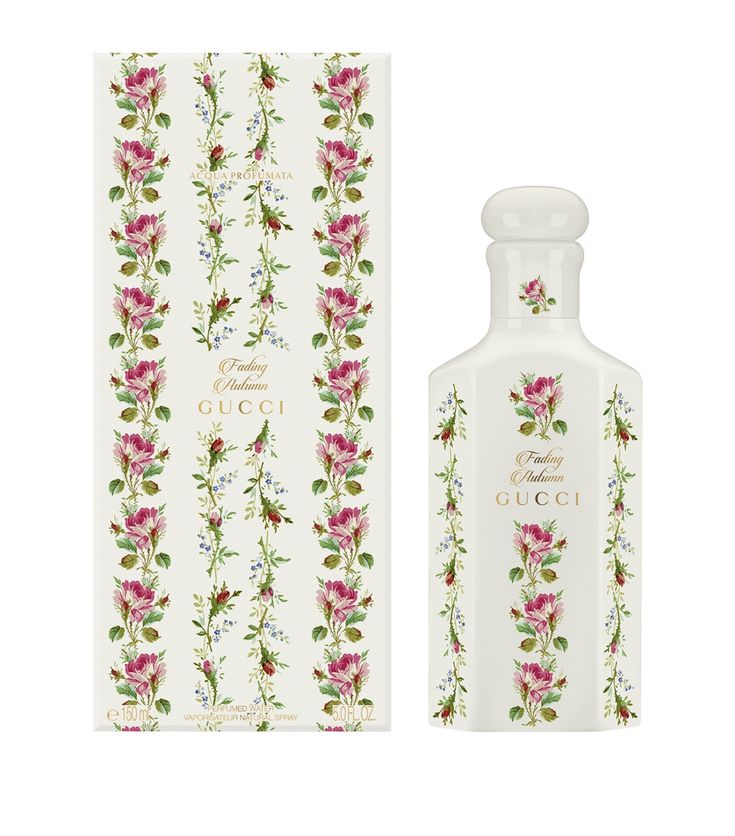 ACQUA PROFUMATA
Fading
Autumn
GUCCI
e 150 ml
PERFUMED WATER
VAPORISATEUR NATURAL SPRAY
5.0 FL.OZ.
Fading
Autumn
GUCCI